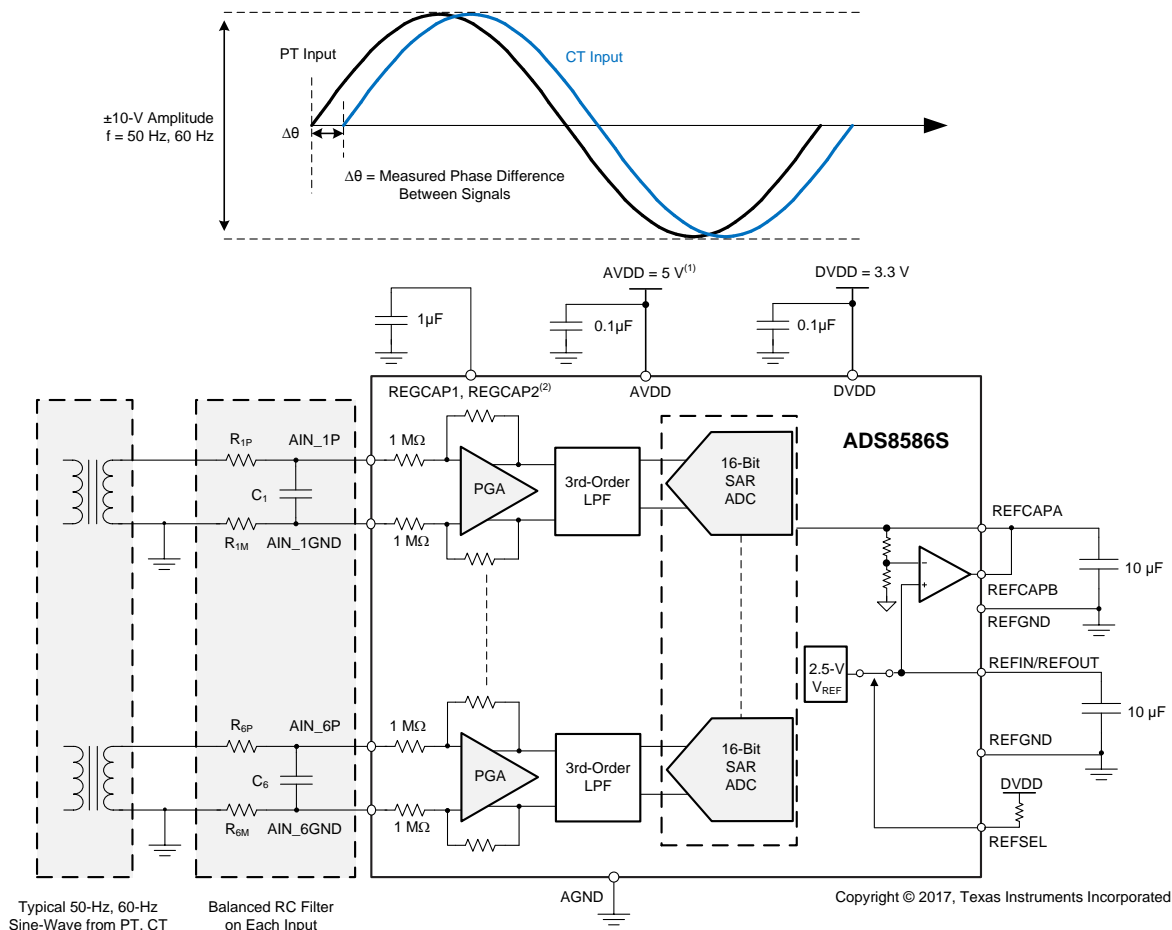 PT Input
CT Input
±10-V Amplitude
f = 50 Hz, 60 Hz
Δθ
Δθ = Measured Phase Difference
Between Signals
AVDD = 5 V(1)
DVDD = 3.3 V
1µF
0.1µF
0.1µF
REGCAP1, REGCAP2(2)
AVDD
DVDD
ADS8586S
R1P
AIN_1P
1 MΩ
C1
PGA
3rd-Order
LPF
16-Bit
SAR
ADC
R1M
AIN_1GND
1 MΩ
REFCAPA
10 µF
REFCAPB
REFGND
2.5-V
VREF
REFIN/REFOUT
10 µF
REFGND
R6P
AIN_6P
1 MΩ
C6
PGA
3rd-Order
LPF
16-Bit
SAR
ADC
R6M
AIN_6GND
1 MΩ
DVDD
REFSEL
AGND
Copyright © 2017, Texas Instruments Incorporated
Typical 50-Hz, 60-Hz
Sine-Wave from PT, CT
Balanced RC Filter
on Each Input